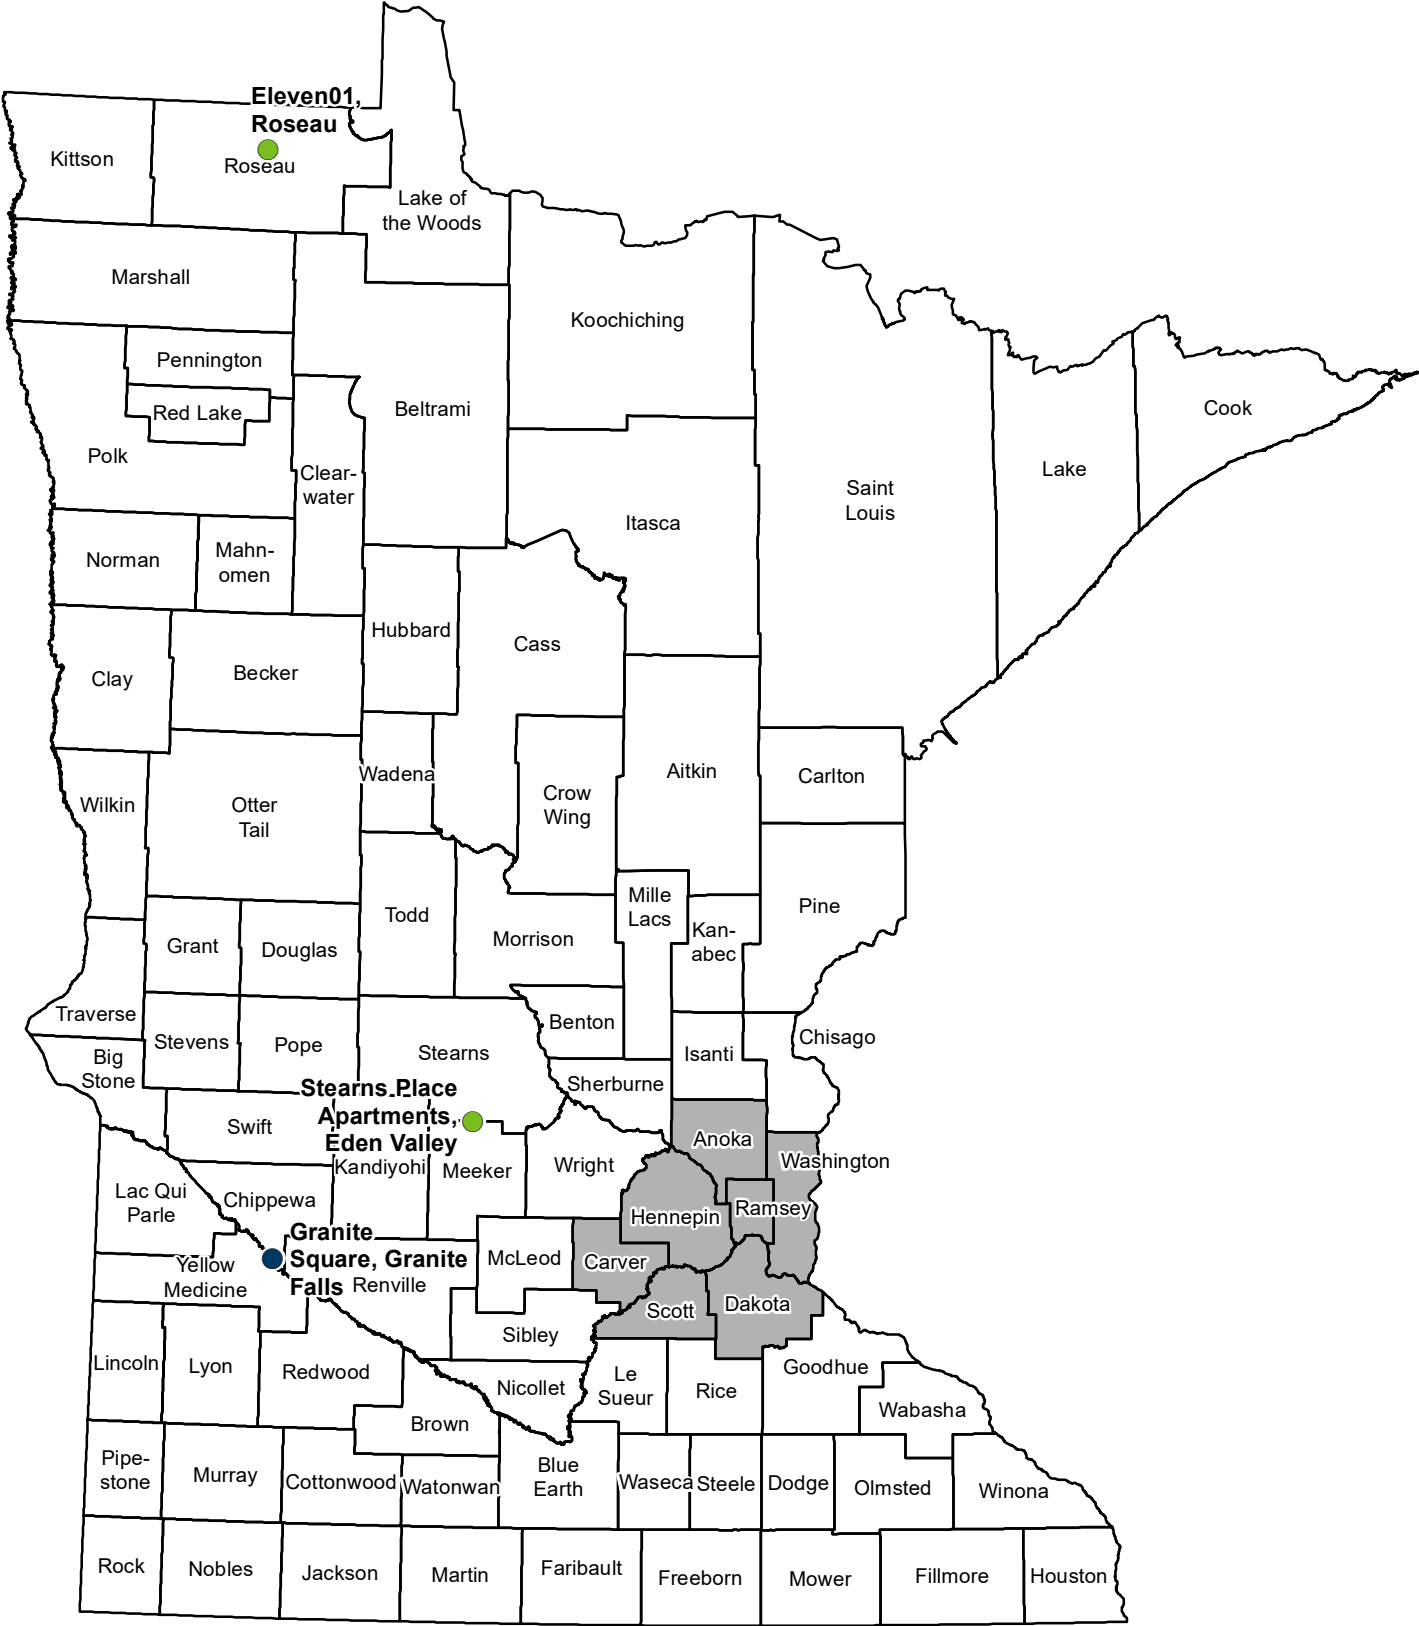 Eleven01,
Roseau
Kittson
Roseau
Lake of
the Woods
Marshall
Koochiching
Pennington
Red Lake
Beltrami
Cook
Polk
Clear-
water
Lake
Saint
Louis
Itasca
Norman
Mahn-
omen
Hubbard
Cass
Clay
Becker
Wadena
Aitkin
Carlton
Wilkin
Otter
Tail
Crow
Wing
Mille
Lacs
Pine
Todd
Morrison
Kan-
abec
Grant
Douglas
Traverse
Benton
Chisago
Stevens
Pope
Stearns
Isanti
Big
Stone
Sherburne
Stearns Place
Apartments,
Eden Valley
Swift
Anoka
Washington
Kandiyohi
Meeker
Wright
Lac Qui
Parle
Chippewa
Hennepin
Ramsey
Granite
Square, Granite
Falls
McLeod
Carver
Yellow
Medicine
Renville
Scott
Dakota
Sibley
Lincoln
Lyon
Redwood
Nicollet
Le
Sueur
Rice
Goodhue
Wabasha
Brown
Pipe-
stone
Murray
Cottonwood
Watonwan
Blue
Earth
Waseca
Steele
Dodge
Olmsted
Winona
Rock
Nobles
Jackson
Martin
Faribault
Freeborn
Mower
Fillmore
Houston